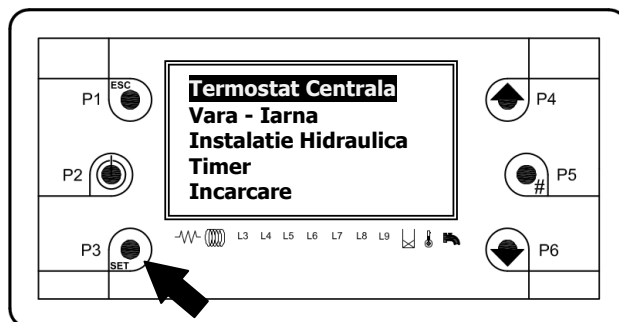 ESC
P1
Termostat Centrala
P4
Vara - Iarna
Instalatie Hidraulica
P2
Timer
P5
#
Incarcare
L3 L4 L5 L6 L7 L8 L9
P3
SET
P6